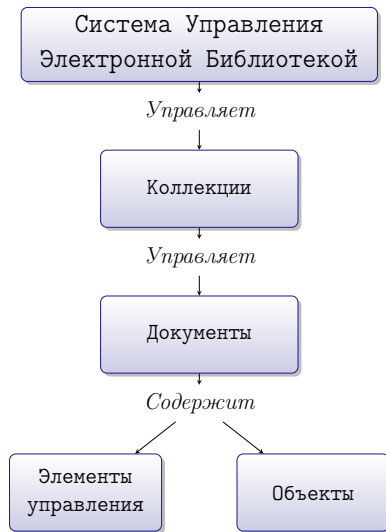 Система Управления
Электронной Библиотекой
Управляет
Коллекции
Управляет
Документы
Содержит
Элементы
управления
Объекты